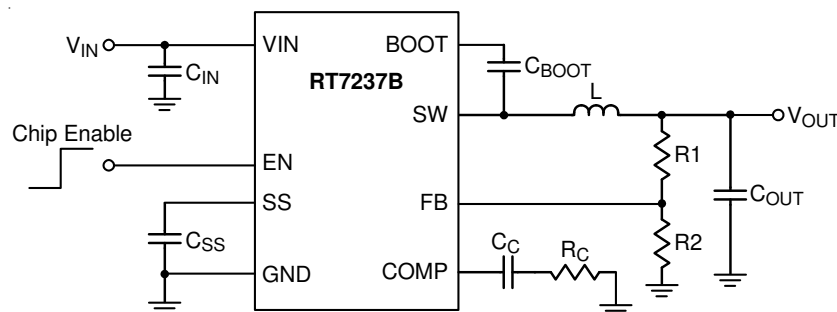 V_IN
VIN
C_IN
BOOT
C_BOOT
RT7237B
SW
L
V_OUT
Chip Enable
EN
R1
C_OUT
SS
FB
C_SS
R2
GND
COMP
C_C
R_C